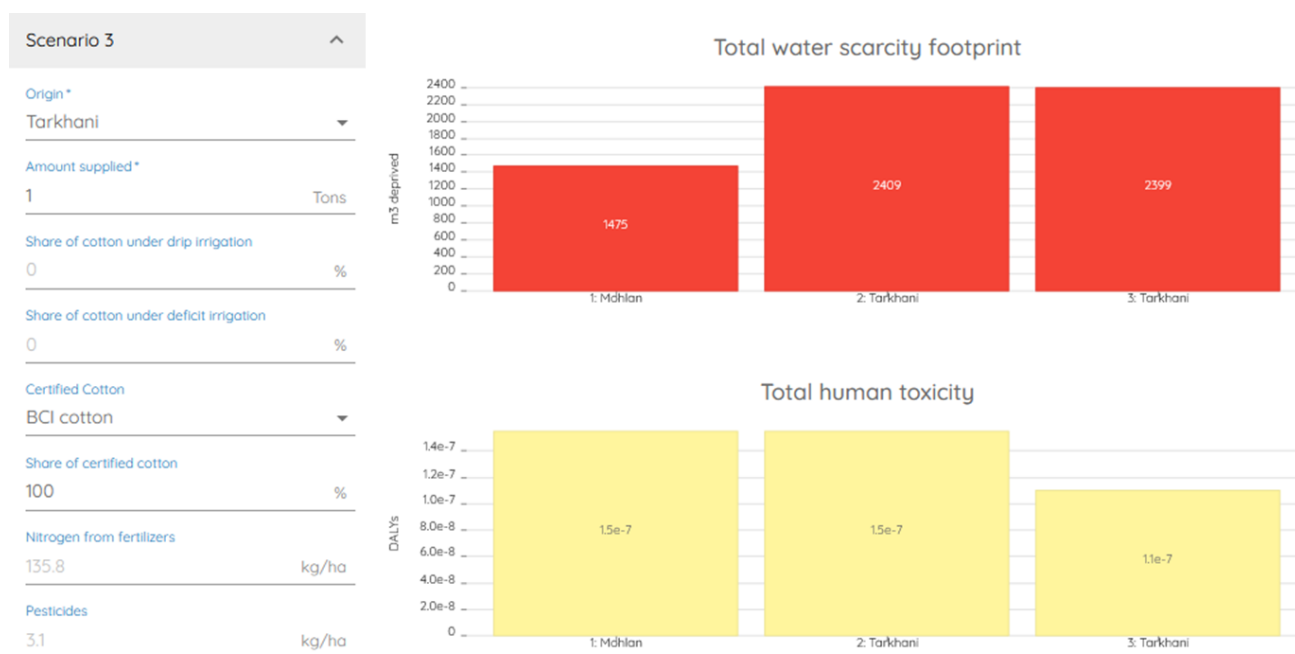 Scenario 3
Origin*
Tarkhani
Amount supplied*
1 Tons
Share of cotton under drip irrigation
0 %
Share of cotton under deficit irrigation
0 %
Certified Cotton
BCI cotton
Share of certified cotton
100 %
Nitrogen from fertilizers
135.8 kg/ha
Pesticides
3.1 kg/ha
Total water scarcity footprint
m3 deprived
2400
2200
2000
1800
1600
1400
1200
1000
800
600
400
200
0
1475
2409
2399
1: Mohlan
2: Tarkhani
3: Tarkhani
Total human toxicity
DALYs
1.4e-7
1.2e-7
1.0e-7
8.0e-8
6.0e-8
4.0e-8
2.0e-8
0
1.5e-7
1.5e-7
1.1e-7
1: Mohlan
2: Tarkhani
3: Tarkhani